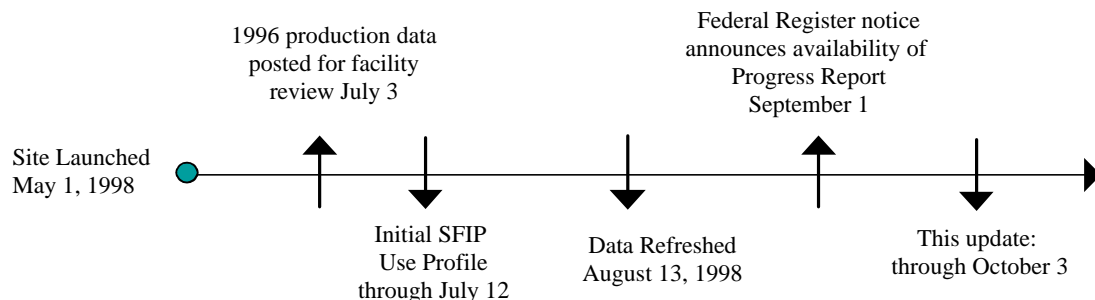 Site Launched
May 1, 1998
1996 production data
posted for facility
review July 3
Initial SFIP
Use Profile
through July 12
Data Refreshed
August 13, 1998
Federal Register notice
announces availability of
Progress Report
September 1
This update:
through October 3